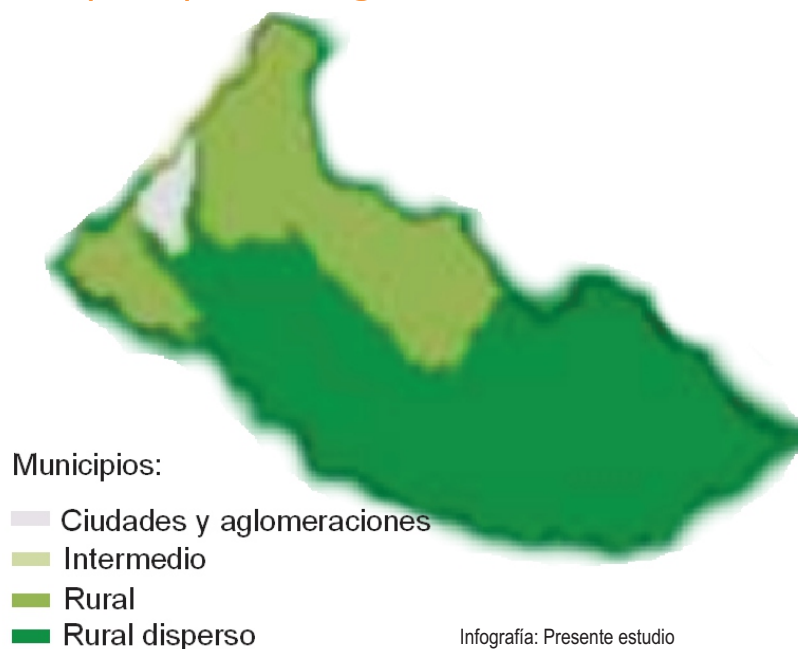 Municipios:
Ciudades y aglomeraciones
Intermedio
Rural
Rural disperso
Infografía: Presente estudio